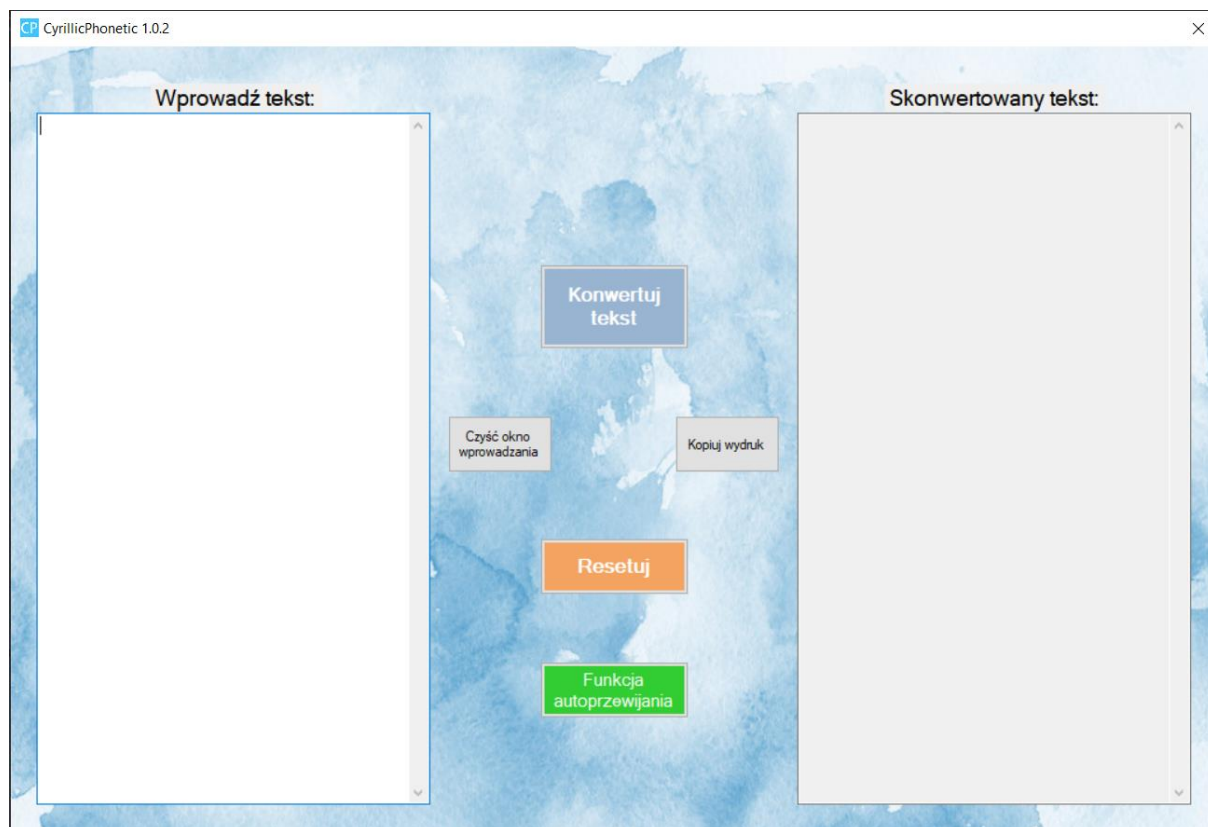 CP CyrillicPhonetic 1.0.2
Wprowadź tekst:
Skonwertowany tekst:
Konwertuj
tekst
Czyść okno
wprowadzania
Kopiuj wydruk
Resetuj
Funkcja
autoprzewijania